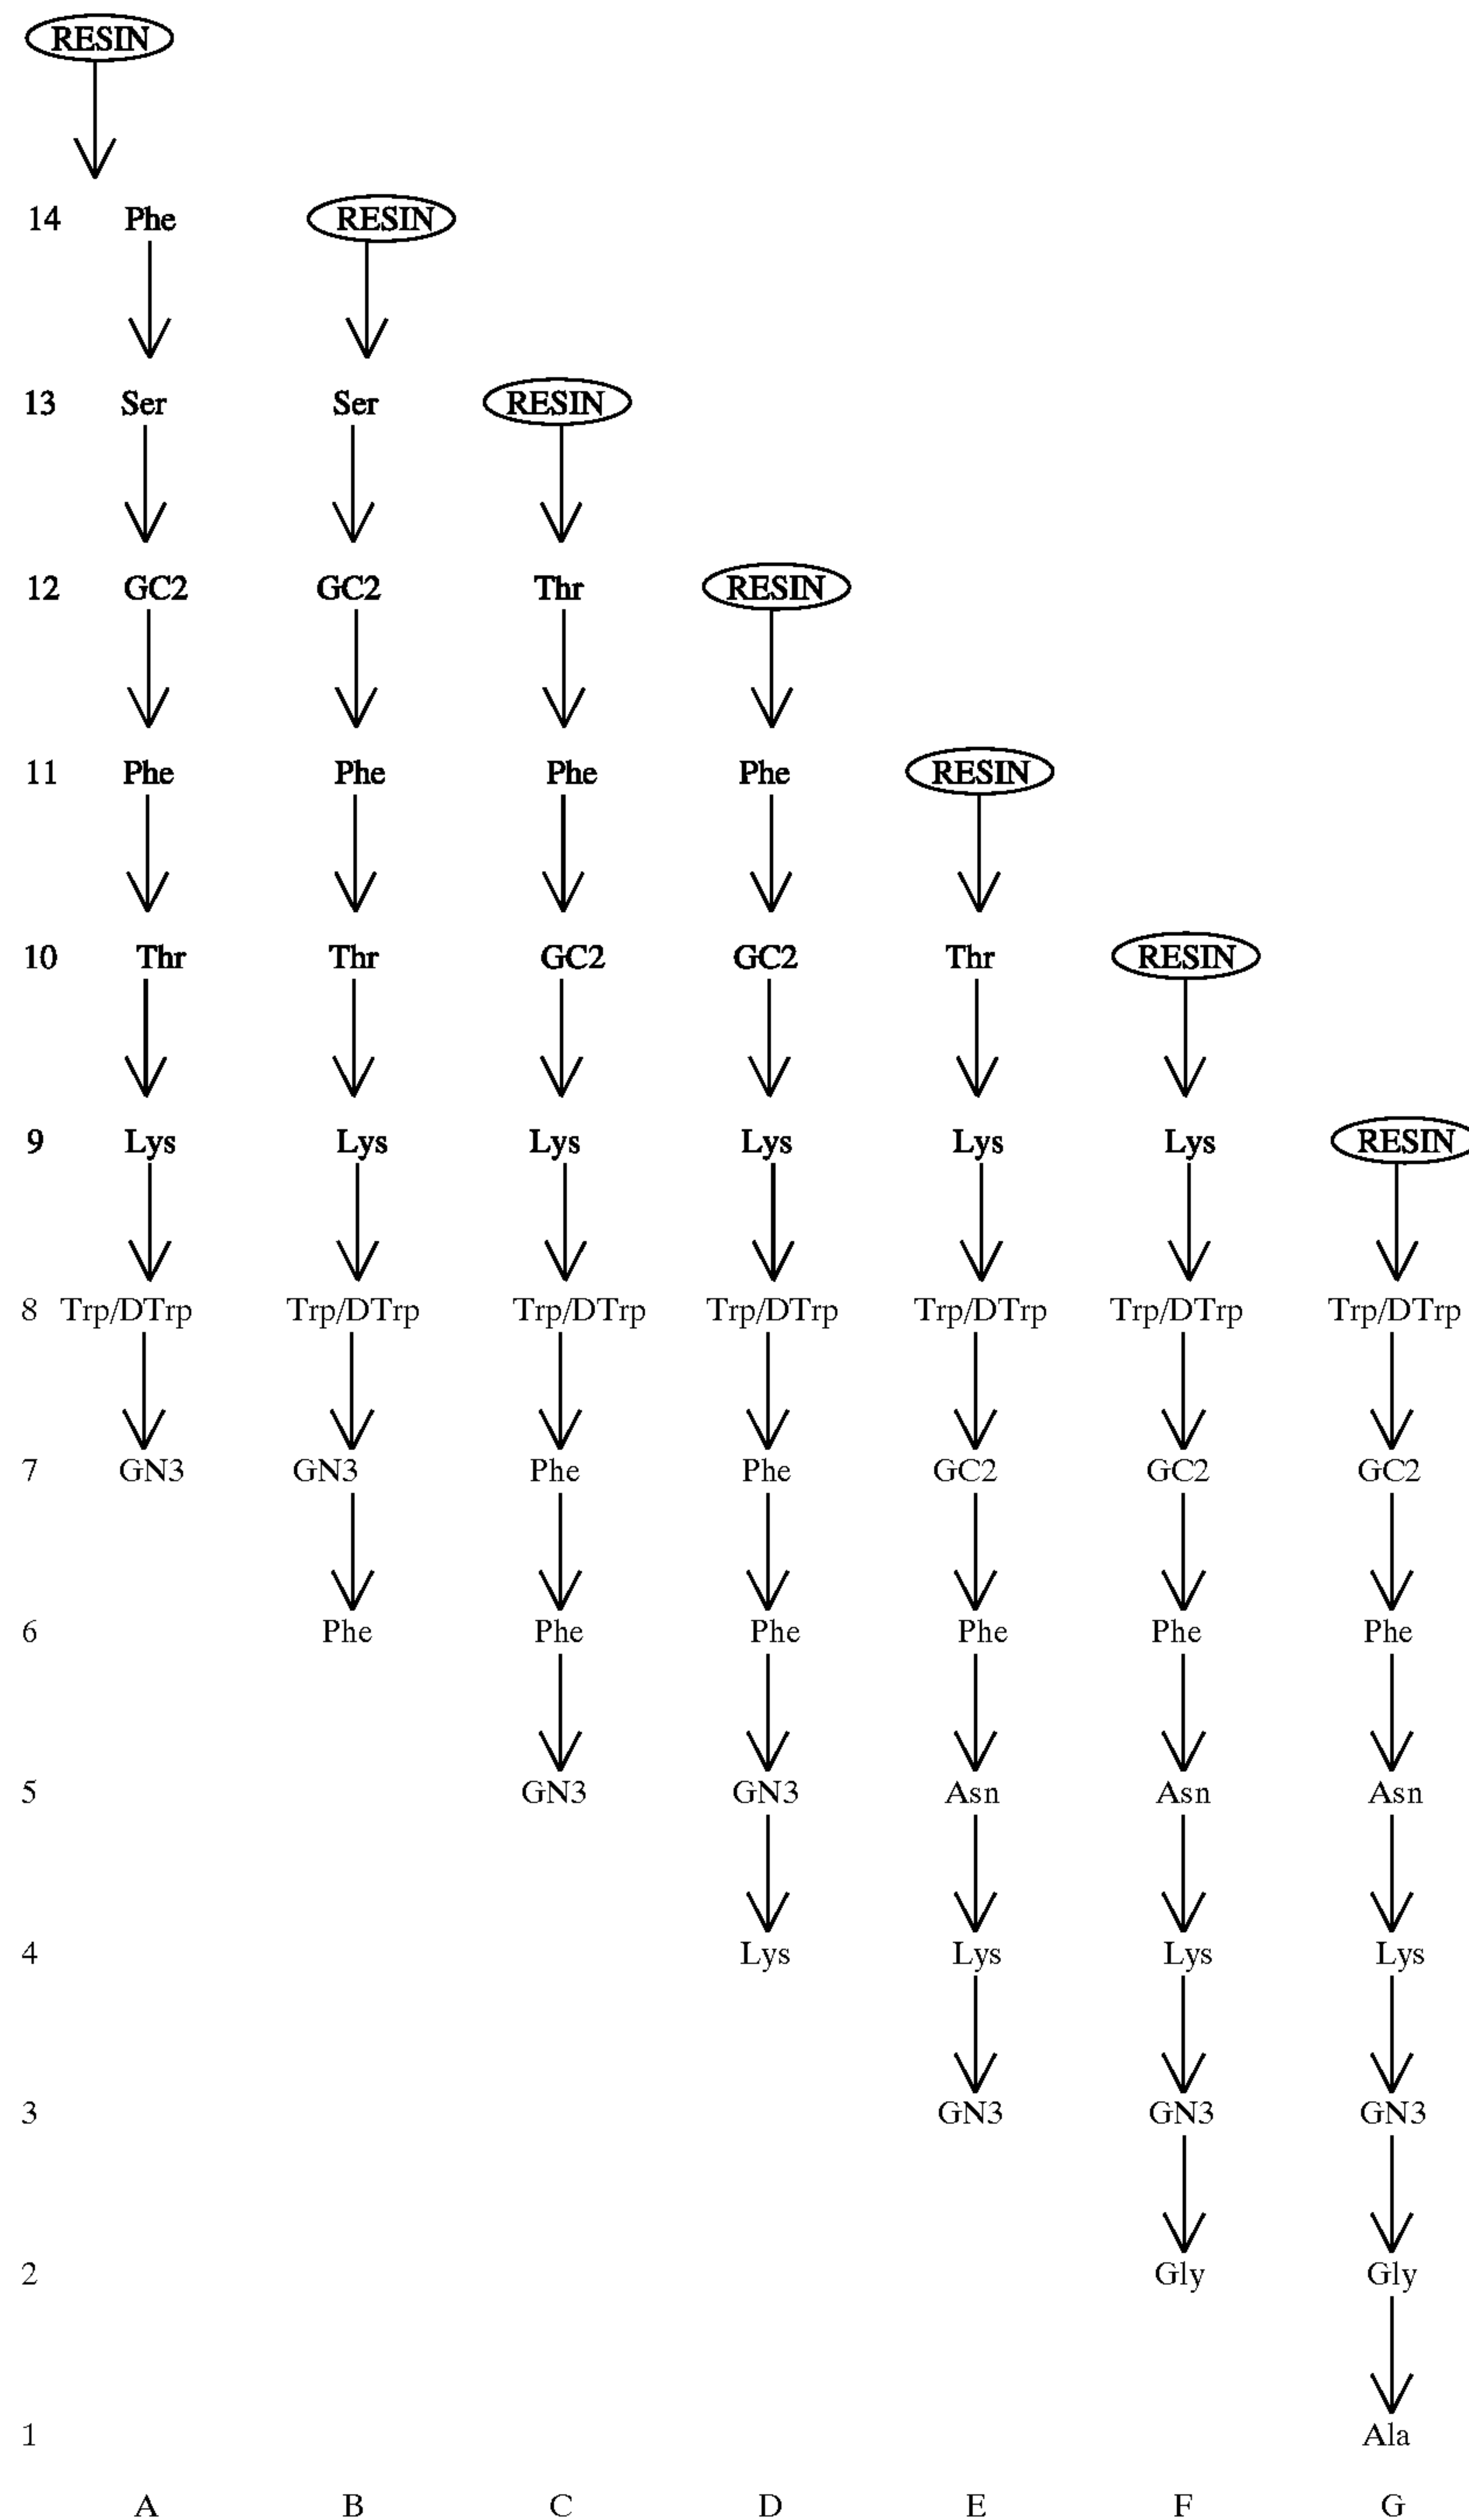 RESIN
14 Phe RESIN
13 Ser Ser RESIN
12 GC2 GC2 Thr RESIN
11 Phe Phe Phe Phe RESIN
10 Thr Thr GC2 GC2 Thr RESIN
9 Lys Lys Lys Lys Lys Lys RESIN
8 Trp/DTrp Trp/DTrp Trp/DTrp Trp/DTrp Trp/DTrp Trp/DTrp Trp/DTrp
7 GN3 GN3 Phe Phe GC2 GC2 GC2
6 Phe Phe Phe Phe Phe Phe
5 GN3 GN3 Asn Asn Asn
4 Lys Lys Lys Lys
3 GN3 GN3 GN3
2 Gly Gly
1 Ala
A B C D E F G